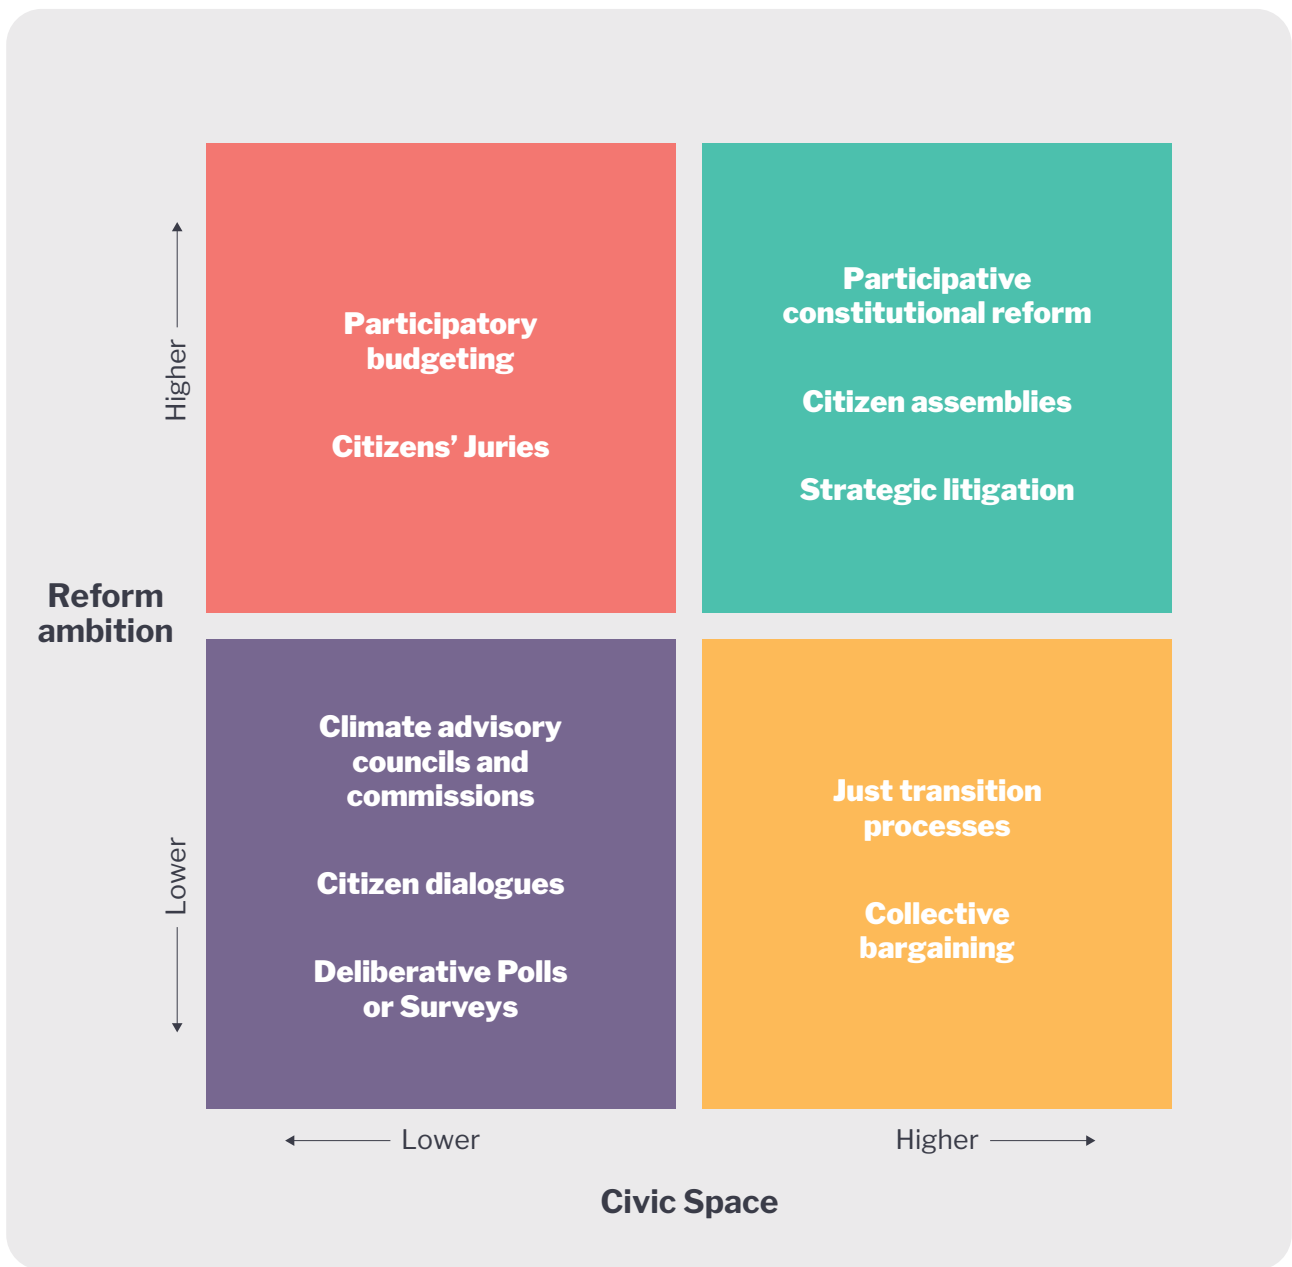 Higher
Reform
ambition
Lower
Participatory
budgeting
Citizens’ Juries
Participative
constitutional reform
Citizen assemblies
Strategic litigation
Climate advisory
councils and
commissions
Citizen dialogues
Deliberative Polls
or Surveys
Just transition
processes
Collective
bargaining
Lower
Higher
Civic Space